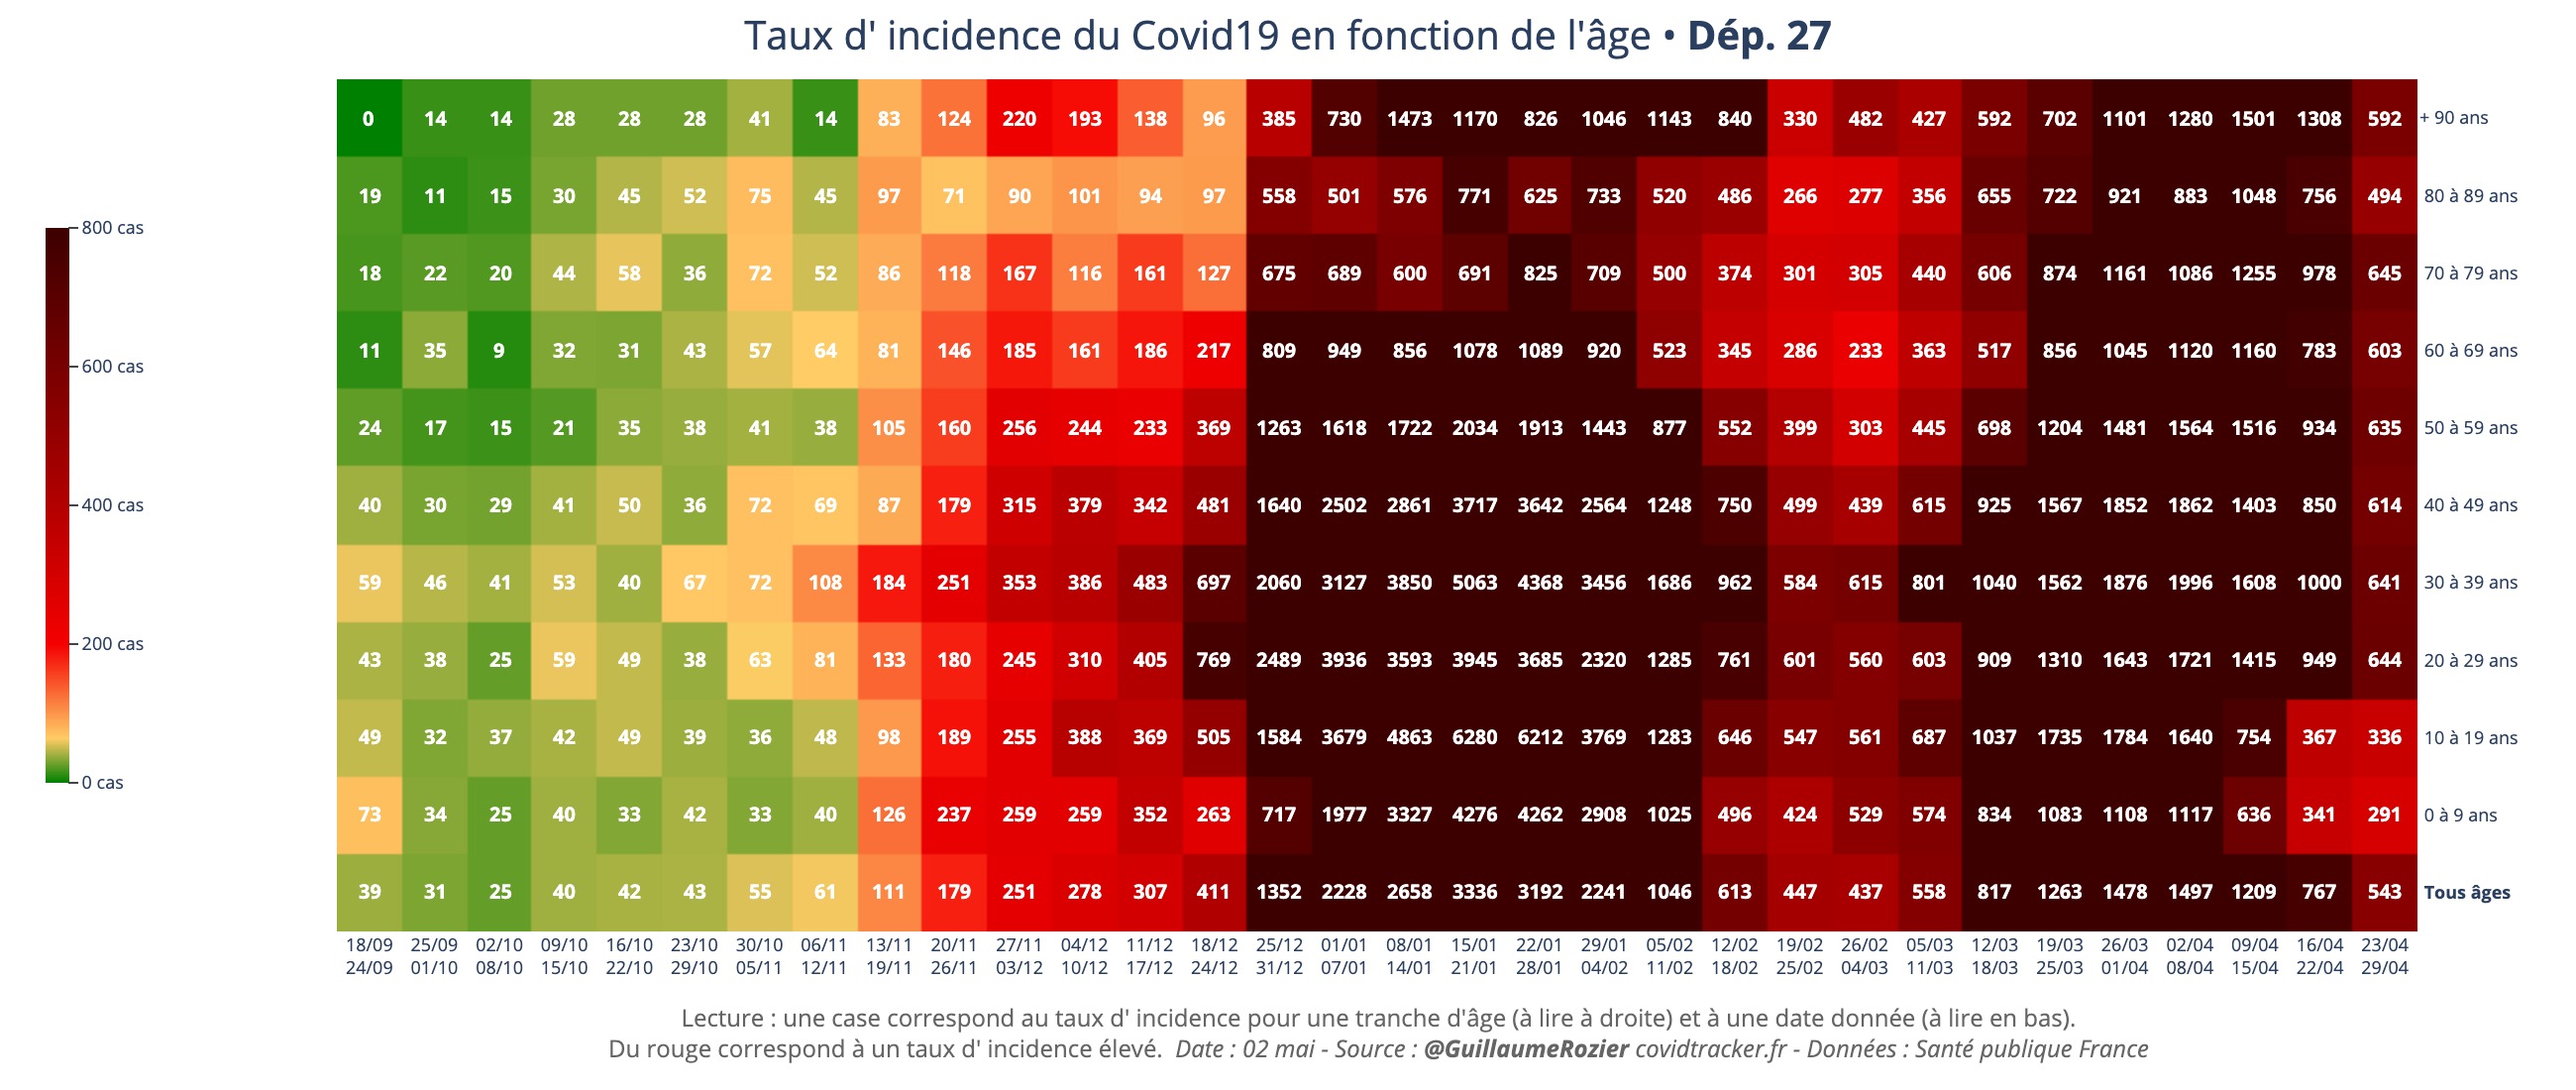 Taux d' incidence du Covid19 en fonction de l'âge • Dép. 27
800 cas
600 cas
400 cas
200 cas
0 cas
0 14 14 28 28 28 41 14 83 124 220 193 138 96 385 730 1473 1170 826 1046 1143 840 330 482 427 592 702 1101 1280 1501 1308 592 + 90 ans
19 11 15 30 45 52 75 45 97 71 90 101 94 97 558 501 576 771 625 733 520 486 266 277 356 655 722 921 883 1048 756 494 80 à 89 ans
18 22 20 44 58 36 72 52 86 118 167 116 161 127 675 689 600 691 825 709 500 374 301 305 440 606 874 1161 1086 1255 978 645 70 à 79 ans
11 35 9 32 31 43 57 64 81 146 185 161 186 217 809 949 856 1078 1089 920 523 345 286 233 363 517 856 1045 1120 1160 783 603 60 à 69 ans
24 17 15 21 35 38 41 38 105 160 256 244 233 369 1263 1618 1722 2034 1913 1443 877 552 399 303 445 698 1204 1481 1564 1516 934 635 50 à 59 ans
40 30 29 41 50 36 72 69 87 179 315 379 342 481 1640 2502 2861 3717 3642 2564 1248 750 499 439 615 925 1567 1852 1862 1403 850 614 40 à 49 ans
59 46 41 53 40 67 72 108 184 251 353 386 483 697 2060 3127 3850 5063 4368 3456 1686 962 584 615 801 1040 1562 1876 1996 1608 1000 641 30 à 39 ans
43 38 25 59 49 38 63 81 133 180 245 310 405 769 2489 3936 3593 3945 3685 2320 1285 761 601 560 603 909 1310 1643 1721 1415 949 644 20 à 29 ans
49 32 37 42 49 39 36 48 98 189 255 388 369 505 1584 3679 4863 6280 6212 3769 1283 646 547 561 687 1037 1735 1784 1640 754 367 336 10 à 19 ans
73 34 25 40 33 42 33 40 126 237 259 259 352 263 717 1977 3327 4276 4262 2908 1025 496 424 529 574 834 1083 1108 1117 636 341 291 0 à 9 ans
39 31 25 40 42 43 55 61 111 179 251 278 307 411 1352 2228 2658 3336 3192 2241 1046 613 447 437 558 817 1263 1478 1497 1209 767 543 Tous âges
18/09 25/09 02/10 09/10 16/10 23/10 30/10 06/11 13/11 20/11 27/11 04/12 11/12 18/12 25/12 01/01 08/01 15/01 22/01 29/01 05/02 12/02 19/02 26/02 05/03 12/03 19/03 26/03 02/04 09/04 16/04 23/04
24/09 01/10 08/10 15/10 22/10 29/10 05/11 12/11 19/11 26/11 03/12 10/12 17/12 24/12 31/12 07/01 14/01 21/01 28/01 04/02 11/02 18/02 25/02 04/03 11/03 18/03 25/03 01/04 08/04 15/04 22/04 29/04
Lecture : une case correspond au taux d' incidence pour une tranche d'âge (à lire à droite) et à une date donnée (à lire en bas).
Du rouge correspond à un taux d' incidence élevé. Date : 02 mai - Source : @GuillaumeRozier covidtracker.fr - Données : Santé publique France